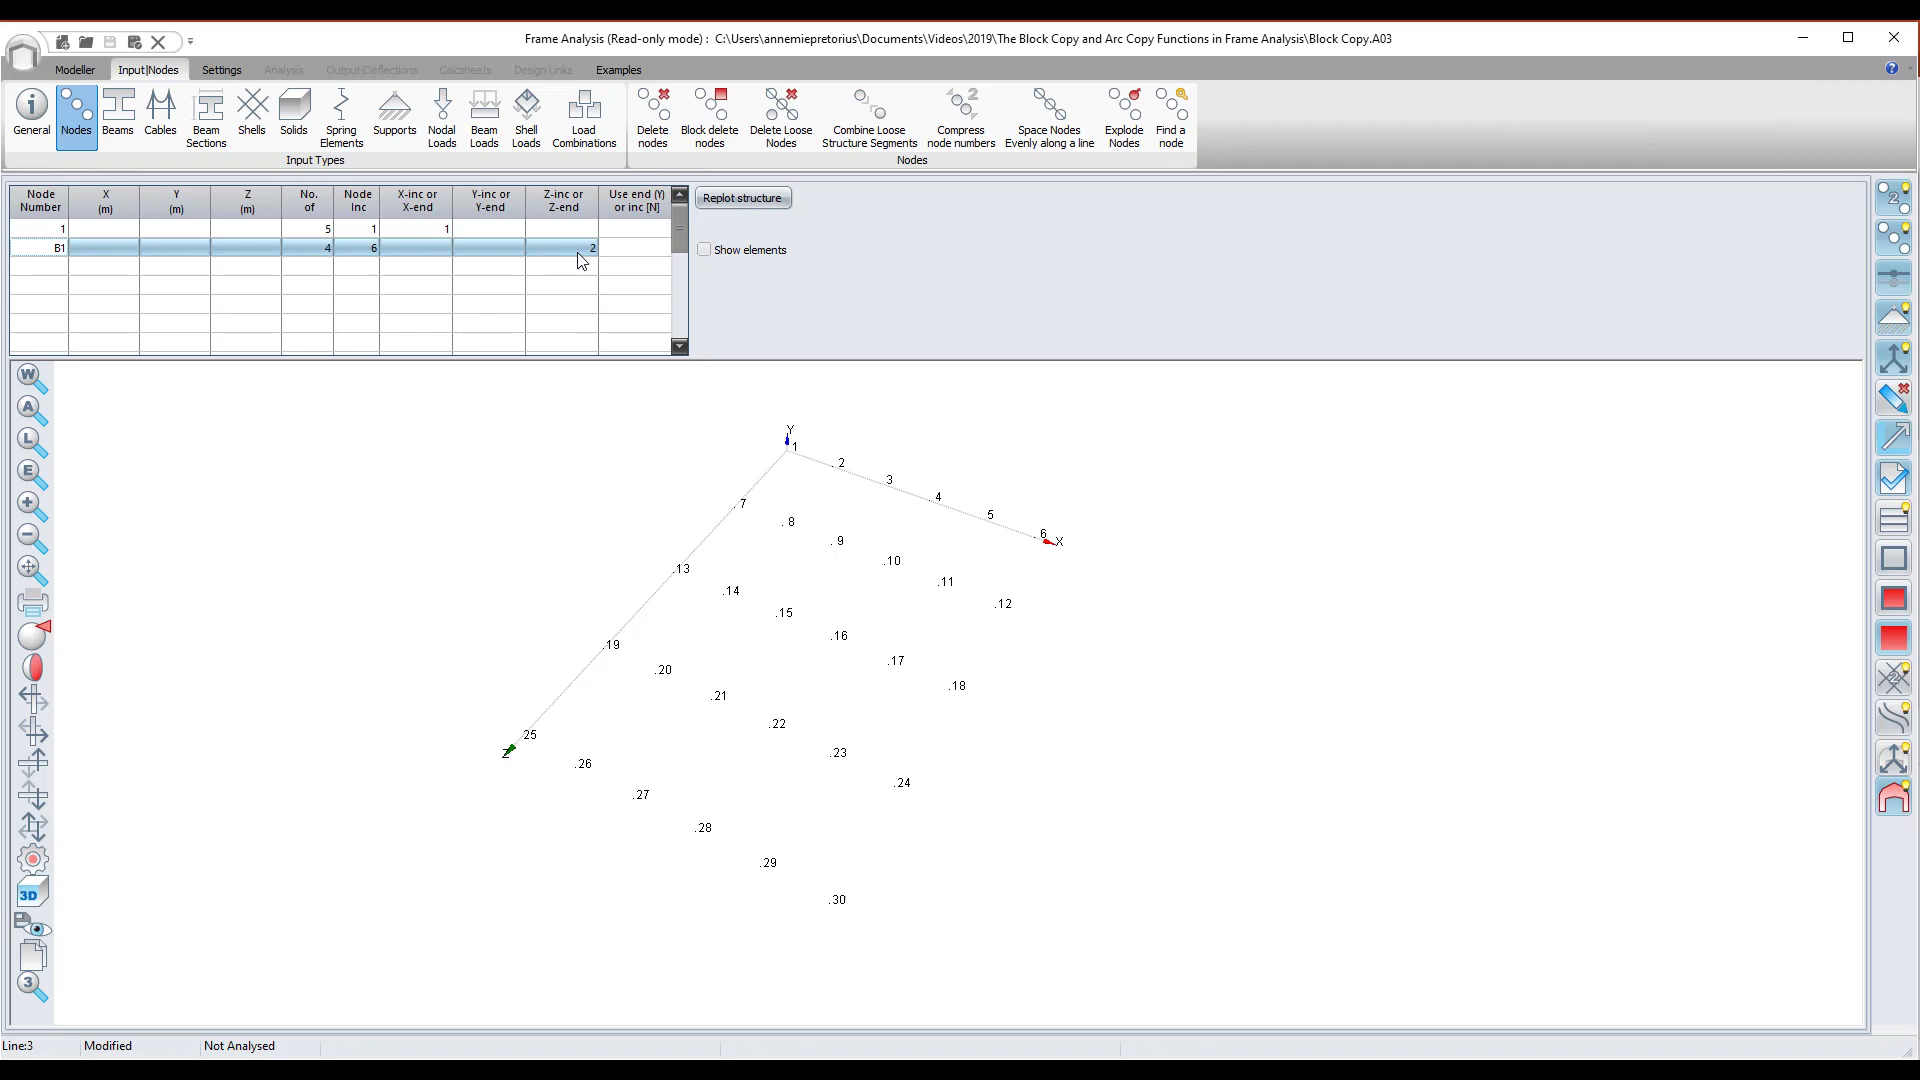 Frame Analysis (Read-only mode) :  C:\Users\annemiepretorius\Documents\Videos\2019\The Block Copy and Arc Copy Functions in Frame Analysis\Block Copy.A03
Modeller Input|Nodes Settings Analysis Output|Deflections Calcsheets Design Links Examples
General Nodes Beams Cables Beam Sections Shells Solids Spring Elements Supports Nodal Loads Beam Loads Shell Loads Load Combinations
Delete nodes Block delete nodes Delete Loose Nodes Combine Loose Structure Segments Compress node numbers Space Nodes Evenly along a line Explode Nodes Find a node
Input Types Nodes
Node Number X (m) Y (m) Z (m) No. of Node Inc X-inc or X-end Y-inc or Y-end Z-inc or Z-end Use end (Y) or inc [N]
1 5 1 1
B1 4 6 2
Replot structure
Show elements
Y
1
2
3
4
5
6
X
7
.8
.9
.10
.11
.12
.13
.14
.15
.16
.17
.18
.19
.20
.21
.22
.23
.24
25
.26
.27
.28
.29
.30
Z
W
A
L
E
3D
3
2
2
Line:3 Modified Not Analysed